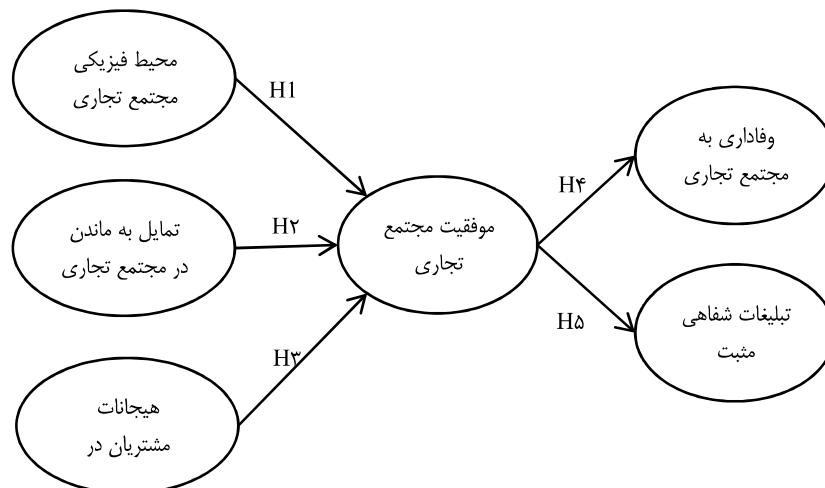 محیط فیزیکی
مجتمع تجاری
H1
وفاداری به
مجتمع تجاری
H۴
تمایل به ماندن
در مجتمع تجاری
H۲
موفقیت مجتمع
تجاری
تبلیغات شفاهی
مثبت
H۵
H۳
هیجانات
مشتریان در